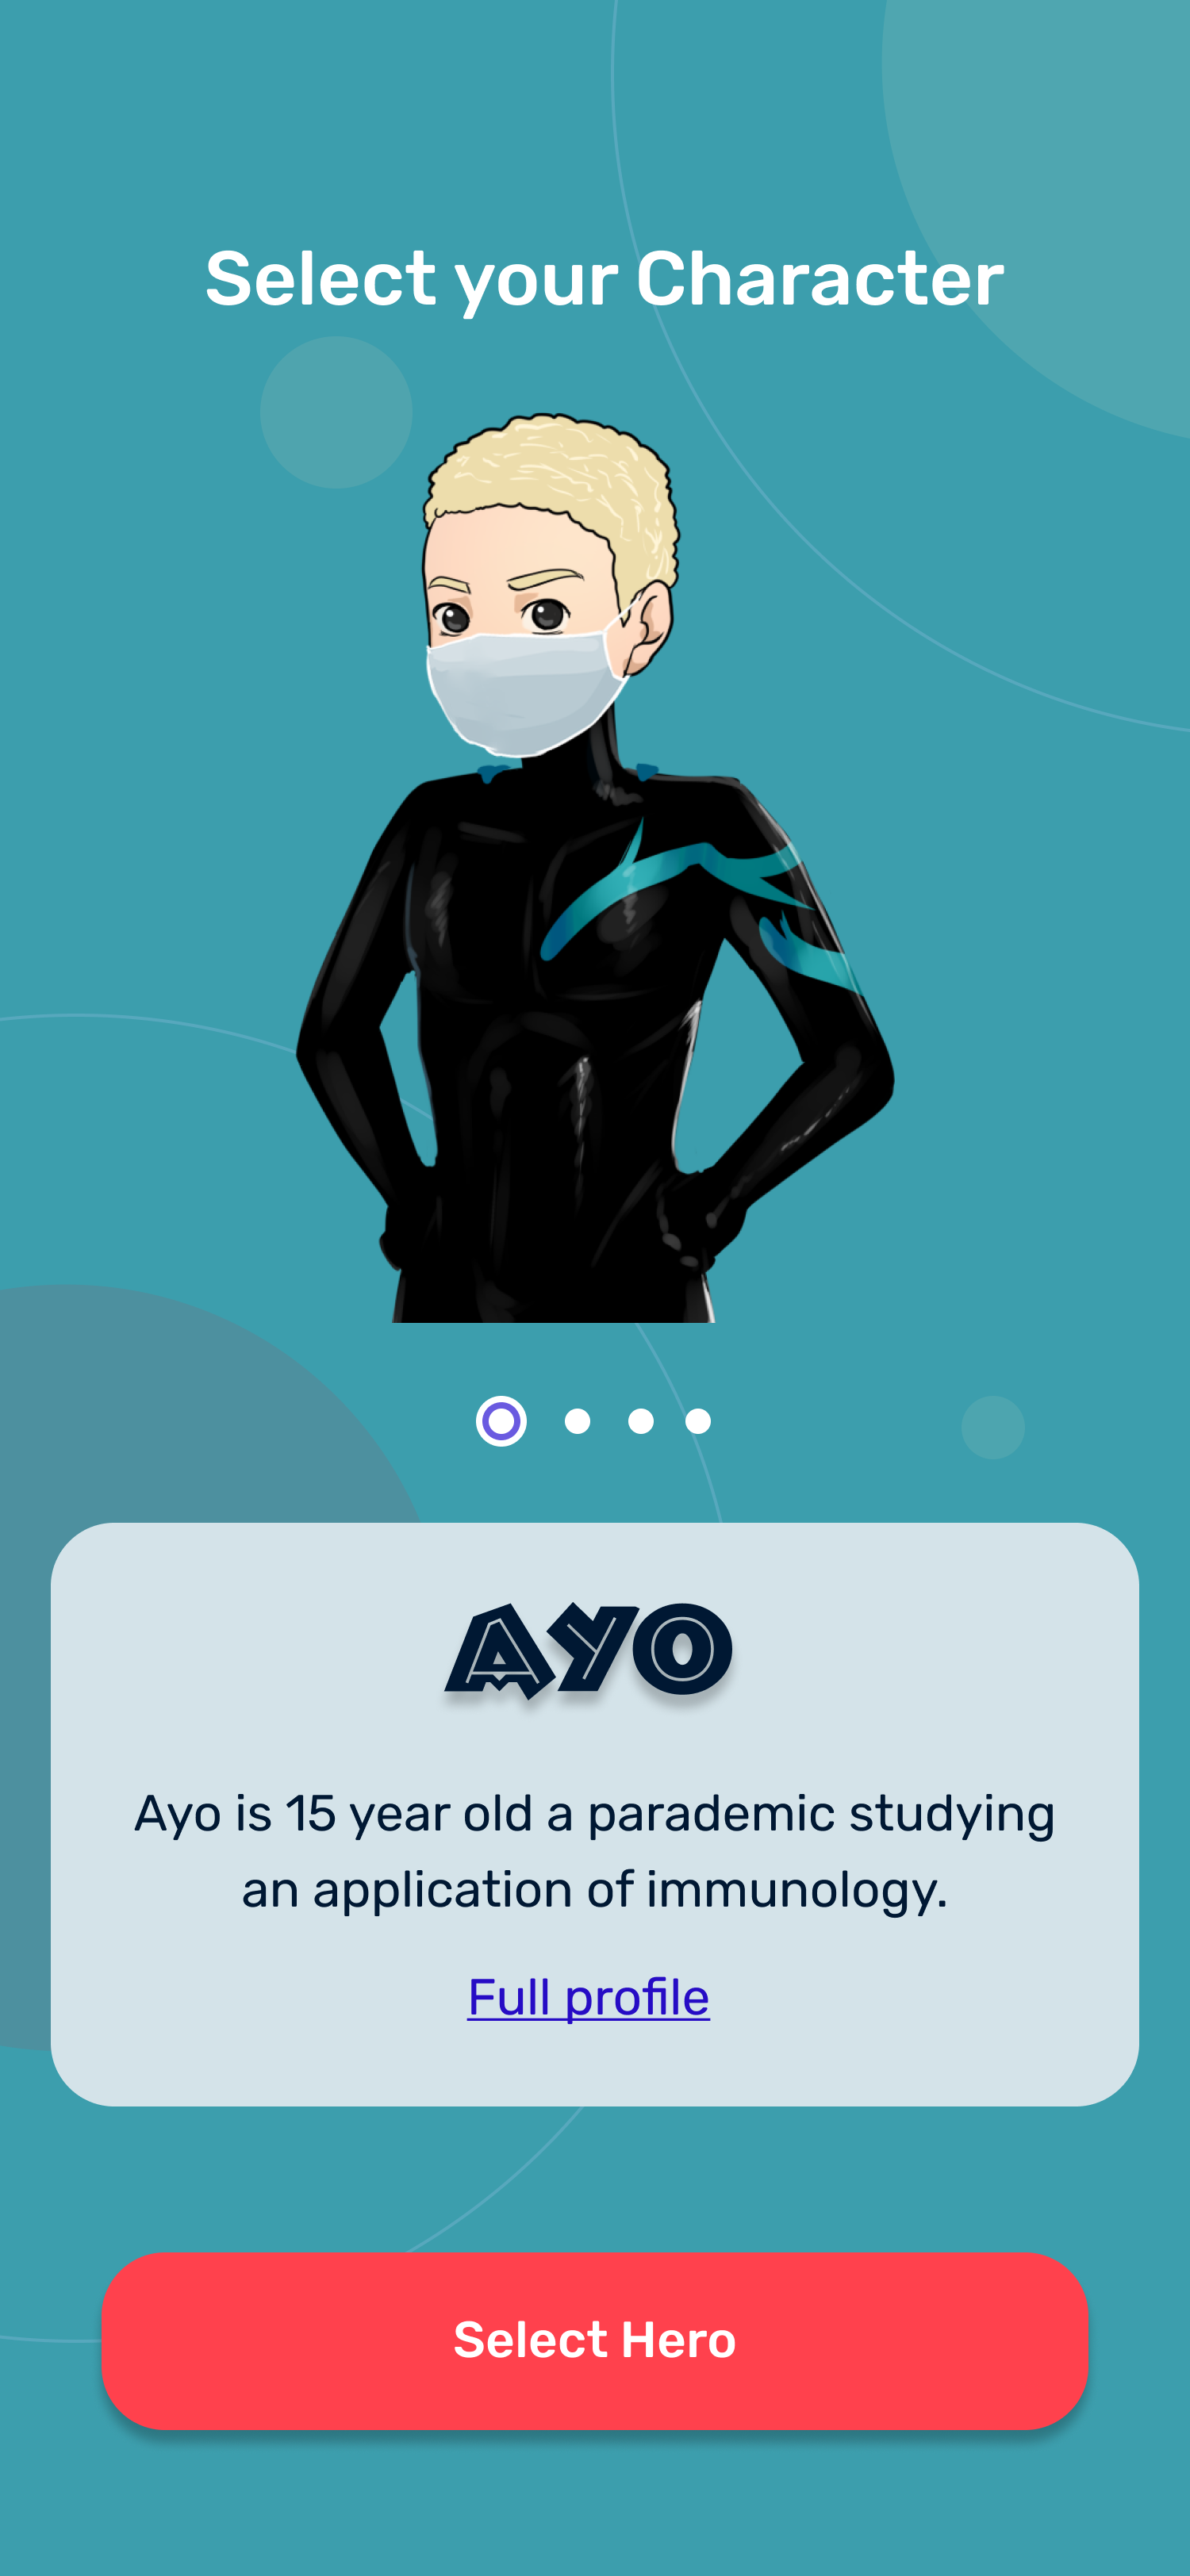 Select your Character
AYO
Ayo is 15 year old a parademic studying
an application of immunology.
Full profile
Select Hero